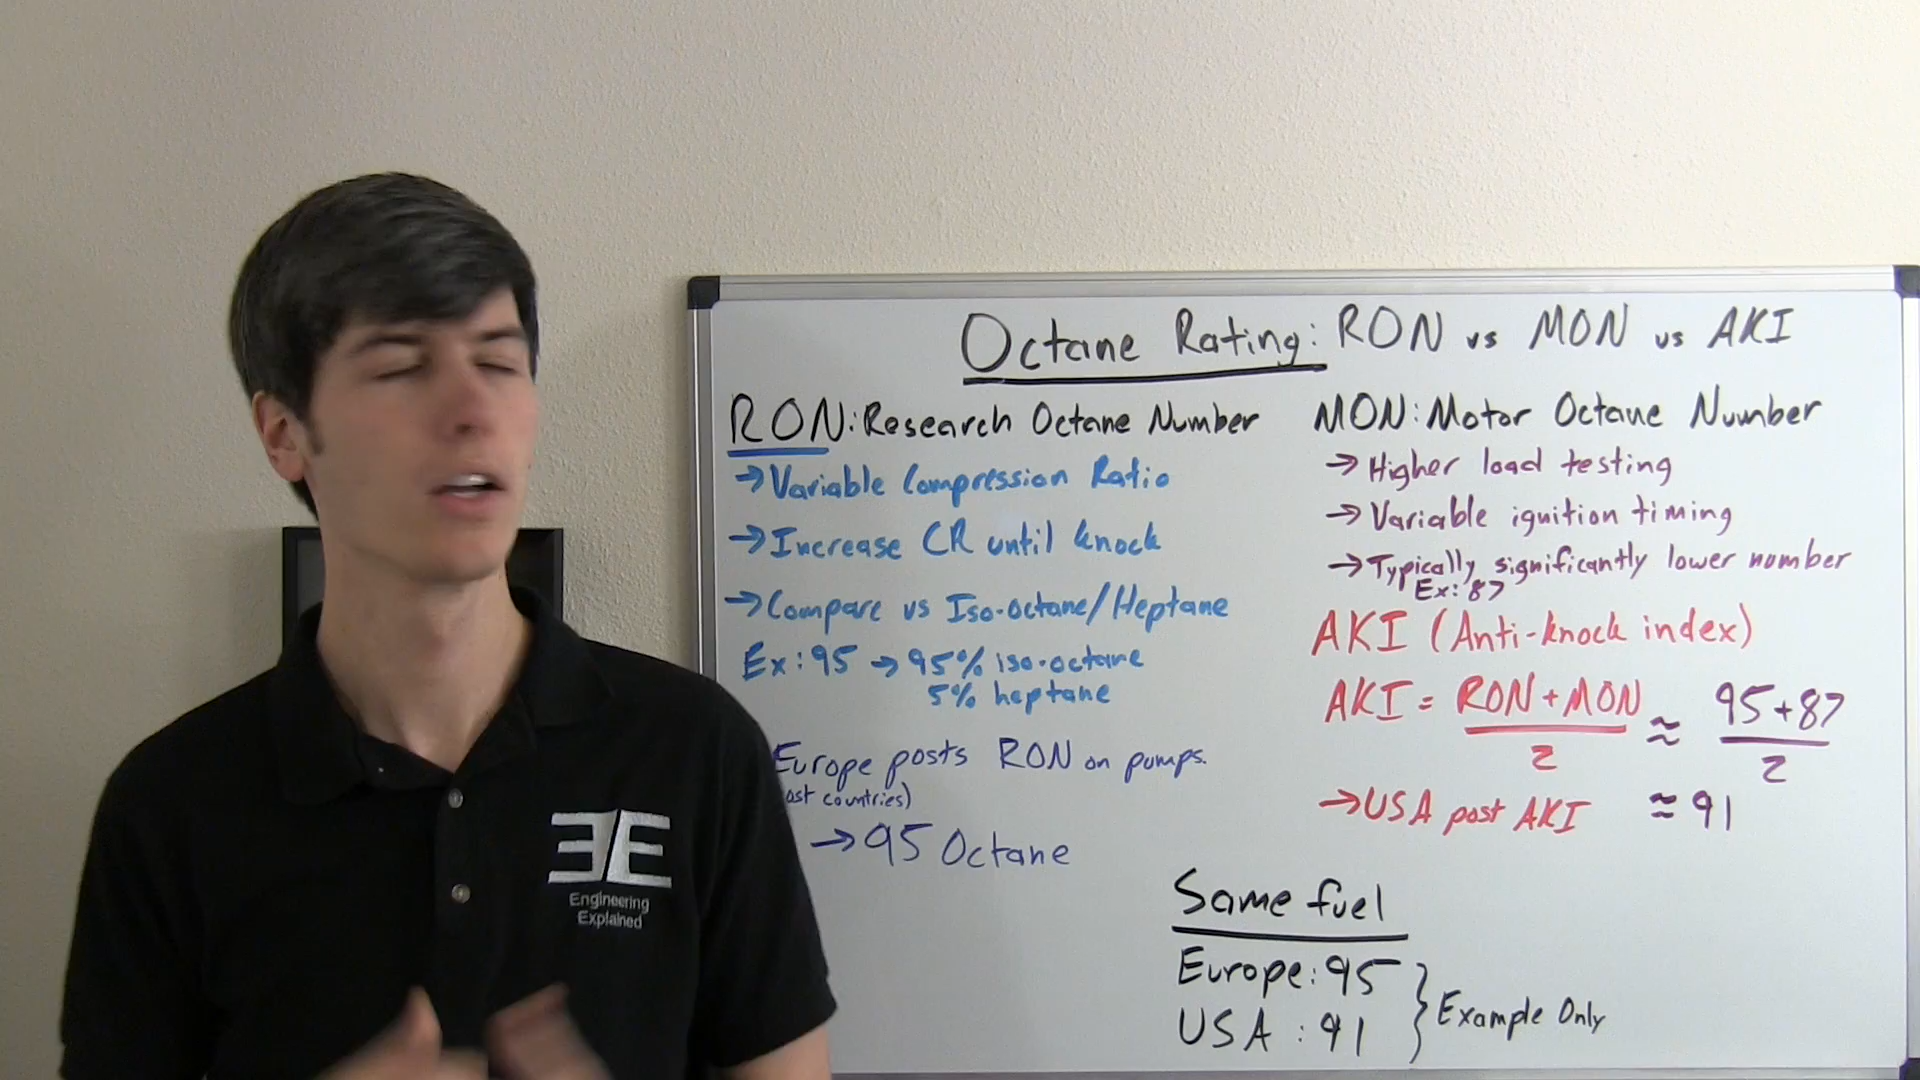 Octane Rating: RON vs MON vs AKI
RON: Research Octane Number
→ Variable Compression Ratio
→ Increase CR until knock
→ Compare vs Iso-octane/Heptane
Ex: 95 → 95% iso-octane
5% heptane
Europe posts RON on pumps.
ost countries)
→ 95 Octane
MON: Motor Octane Number
→ Higher load testing
→ Variable ignition timing
→ Typically significantly lower number
Ex: 87
AKI (Anti-knock index)
AKI = RON + MON / 2 ≈ 95 + 87 / 2
→ USA post AKI ≈ 91
Same fuel
Europe: 95
USA : 91
} Example Only
EE
Engineering
Explained